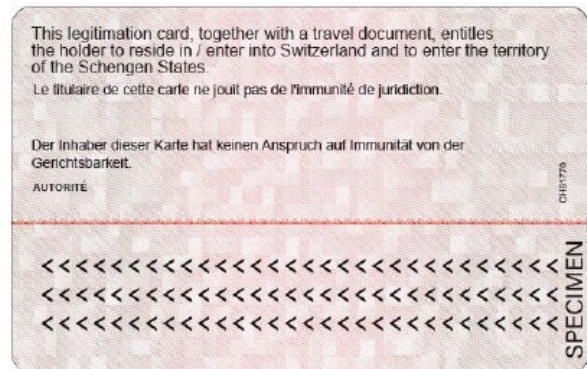 This legitimation card, together with a travel document, entitles
the holder to reside in / enter into Switzerland and to enter the territory
of the Schengen States.
Le titulaire de cette carte ne jouit pas de l'immunité de juridiction.
Der Inhaber dieser Karte hat keinen Anspruch auf Immunität von der
Gerichtsbarkeit.
AUTORITÉ
CH61770
<<<<<<<<<<<<<<<<<<<<<<<<<<<<<<
<<<<<<<<<<<<<<<<<<<<<<<<<<<<<<
<<<<<<<<<<<<<<<<<<<<<<<<<<<<<<
SPECIMEN